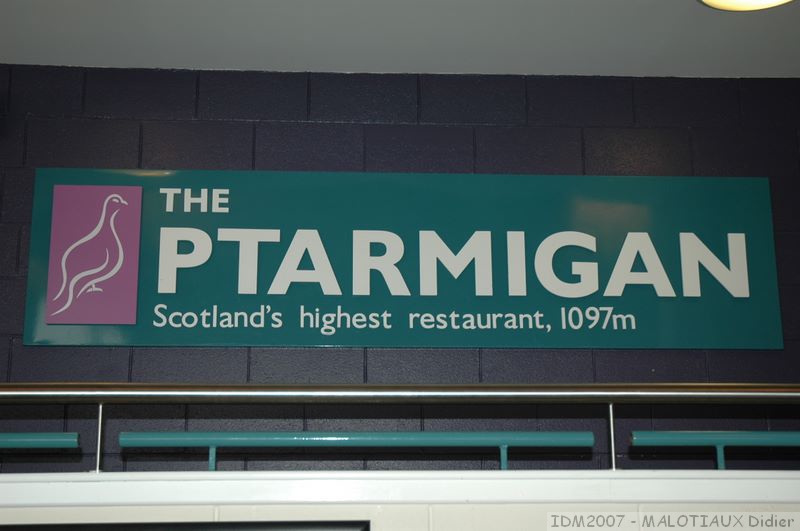 THE
PTARMIGAN
Scotland's highest restaurant, 1097m
IDM2007 - MALOTIAUX Didier